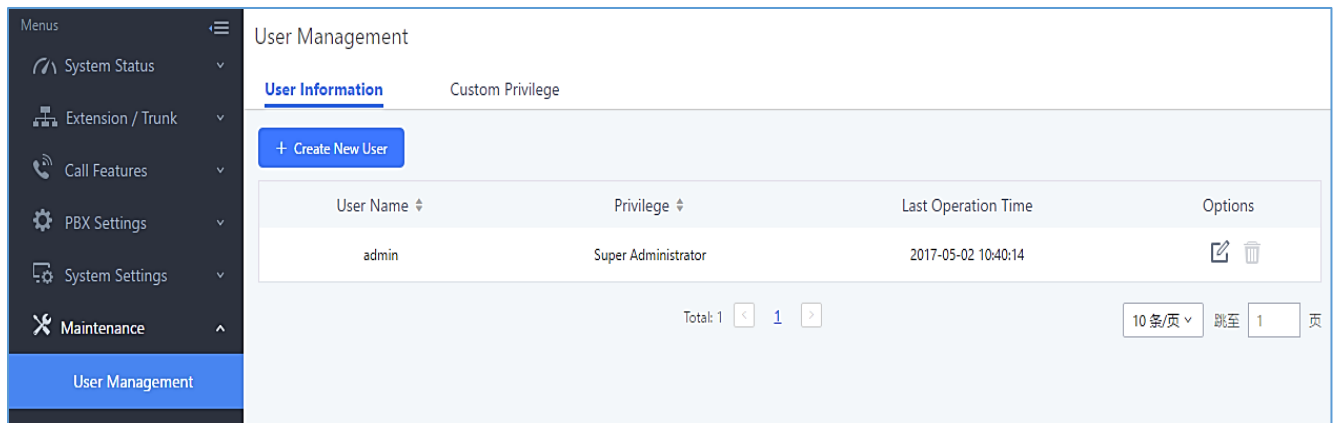 Menus
System Status
Extension / Trunk
Call Features
PBX Settings
System Settings
Maintenance
User Management
User Management
User Information Custom Privilege
+ Create New User
User Name Privilege Last Operation Time Options
admin Super Administrator 2017-05-02 10:40:14
Total: 1 < 1 > 10 条/页 跳至 1 页